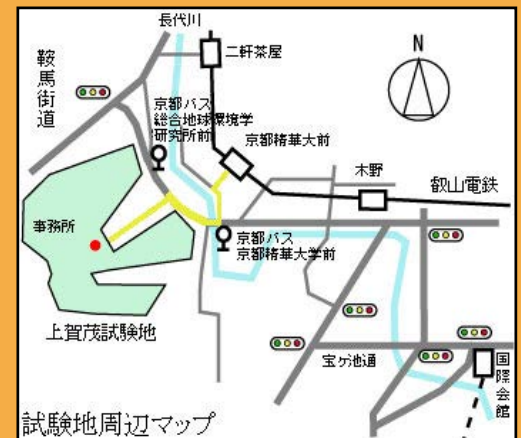 長代川
二軒茶屋
鞍馬街道
N
京都バス
総合地球環境学
研究所前
京都精華大前
木野
叡山電鉄
事務所
京都バス
京都精華大学前
上賀茂試験地
宝ヶ池通
国際会館
試験地周辺マップ